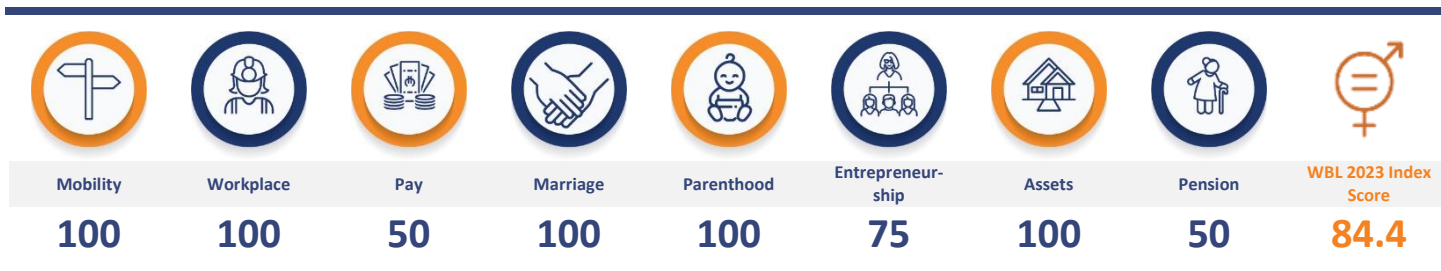 Mobility
Workplace
Pay
Marriage
Parenthood
Entrepreneur-
ship
Assets
Pension
WBL 2023 Index
Score
100
100
50
100
100
75
100
50
84.4